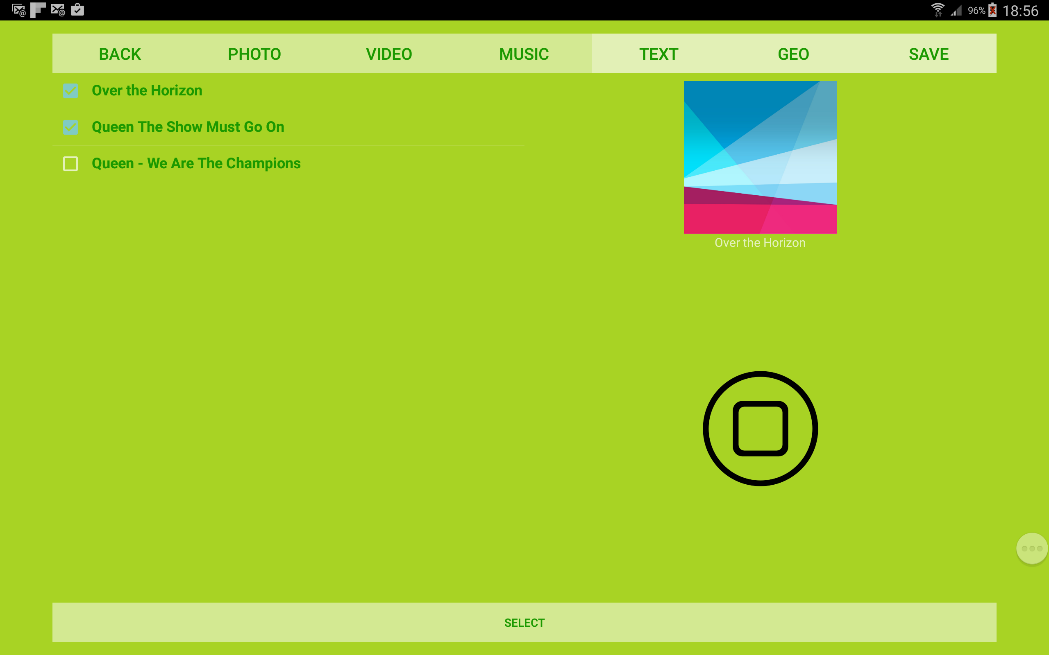 96% 18:56
BACK PHOTO VIDEO MUSIC TEXT GEO SAVE
Over the Horizon
Queen The Show Must Go On
Queen - We Are The Champions
Over the Horizon
SELECT